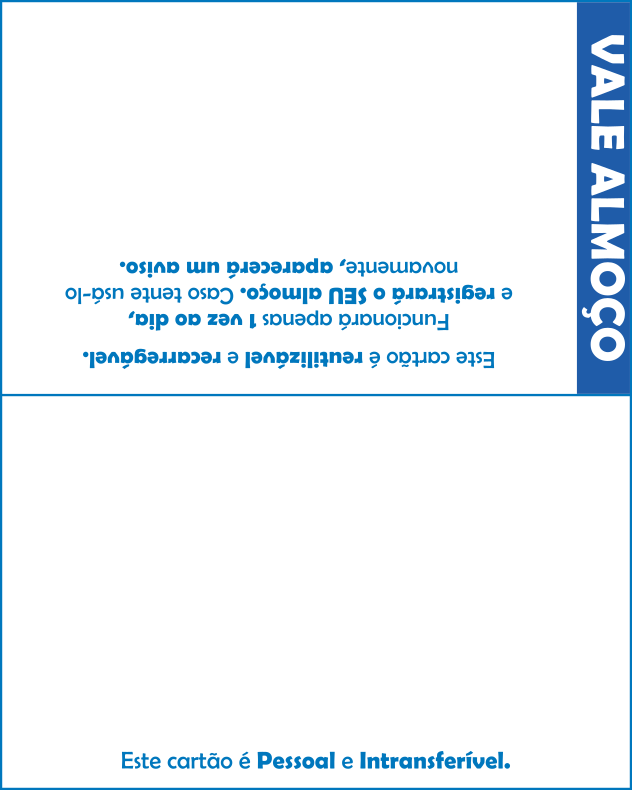 VALE ALMOÇO
Este cartão é reutilizável e recarregável.
Funcionará apenas 1 vez ao dia,
e registrará o SEU almoço. Caso tente usá-lo
novamente, aparecerá um aviso.
Este cartão é Pessoal e Intransferível.